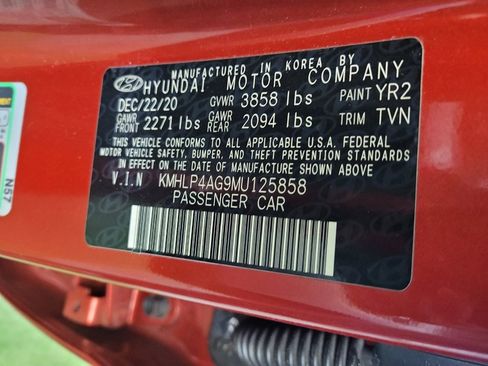 MANUFACTURED IN KOREA BY
HYUNDAI MOTOR COMPANY
DEC/22/20 GVWR 3858 lbs PAINT YR2
GAWR FRONT 2271 lbs GAWR REAR 2094 lbs TRIM TVN
THIS VEHICLE CONFORMS TO ALL APPLICABLE U.S.A. FEDERAL
MOTOR VEHICLE SAFETY, BUMPER, AND THEFT PREVENTION STANDARDS
IN EFFECT ON THE DATE OF MANUFACTURE SHOWN ABOVE.
V.I.N KMHLP4AG9MU125858
PASSENGER CAR
N57